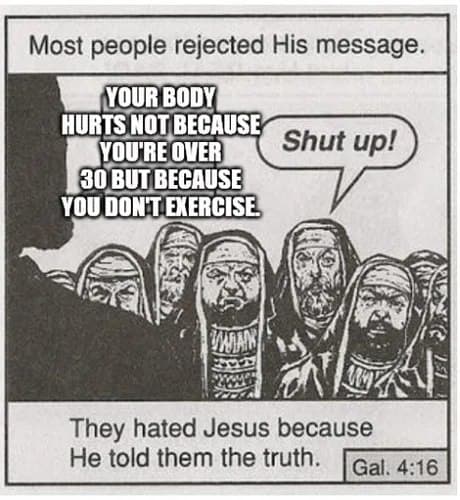 Most people rejected His message.
YOUR BODY
HURTS NOT BECAUSE
YOU'RE OVER
30 BUT BECAUSE
YOU DON'T EXERCISE.
Shut up!
They hated Jesus because
He told them the truth.
Gal. 4:16